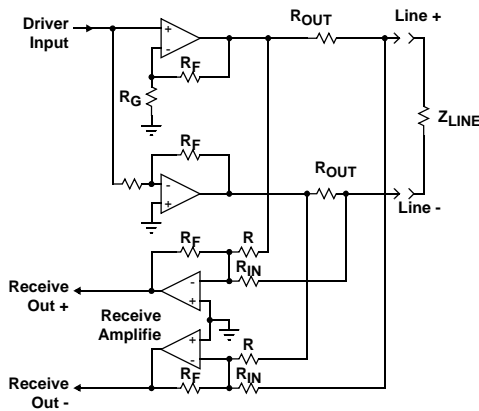 Driver
Input
+
-
ROUT
Line +
RF
RG
ZLINE
RF
ROUT
-
+
Line -
RF
R
Receive
Out +
-
RIN
+
Receive
Amplifie
+
-
R
Receive
Out -
RF
RIN